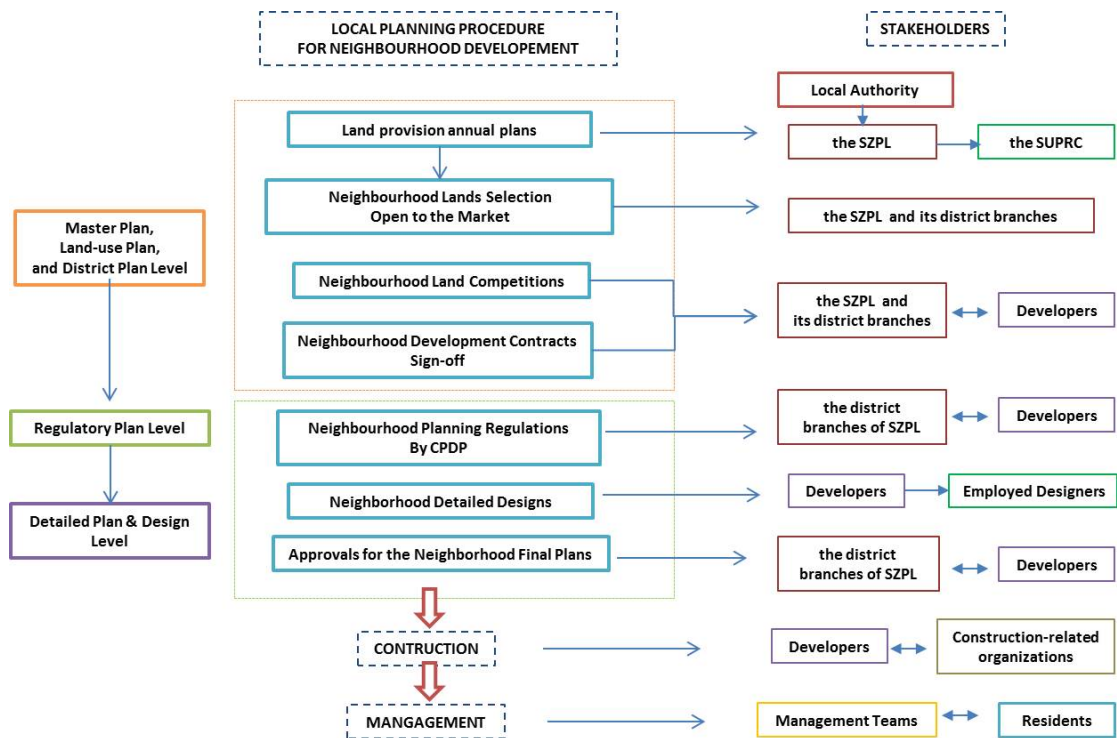 LOCAL PLANNING PROCEDURE
FOR NEIGHBOURHOOD DEVELOPEMENT
STAKEHOLDERS
Local Authority
Land provision annual plans
the SZPL
the SUPRC
Neighbourhood Lands Selection
Open to the Market
the SZPL and its district branches
Master Plan,
Land-use Plan,
and District Plan Level
Neighbourhood Land Competitions
the SZPL and
its district branches
Developers
Neighbourhood Development Contracts
Sign-off
Regulatory Plan Level
Neighbourhood Planning Regulations
By CPDP
the district
branches of SZPL
Developers
Detailed Plan & Design
Level
Neighborhood Detailed Designs
Developers
Employed Designers
Approvals for the Neighborhood Final Plans
the district
branches of SZPL
Developers
CONTRUCTION
Developers
Construction-related
organizations
MANGAGEMENT
Management Teams
Residents